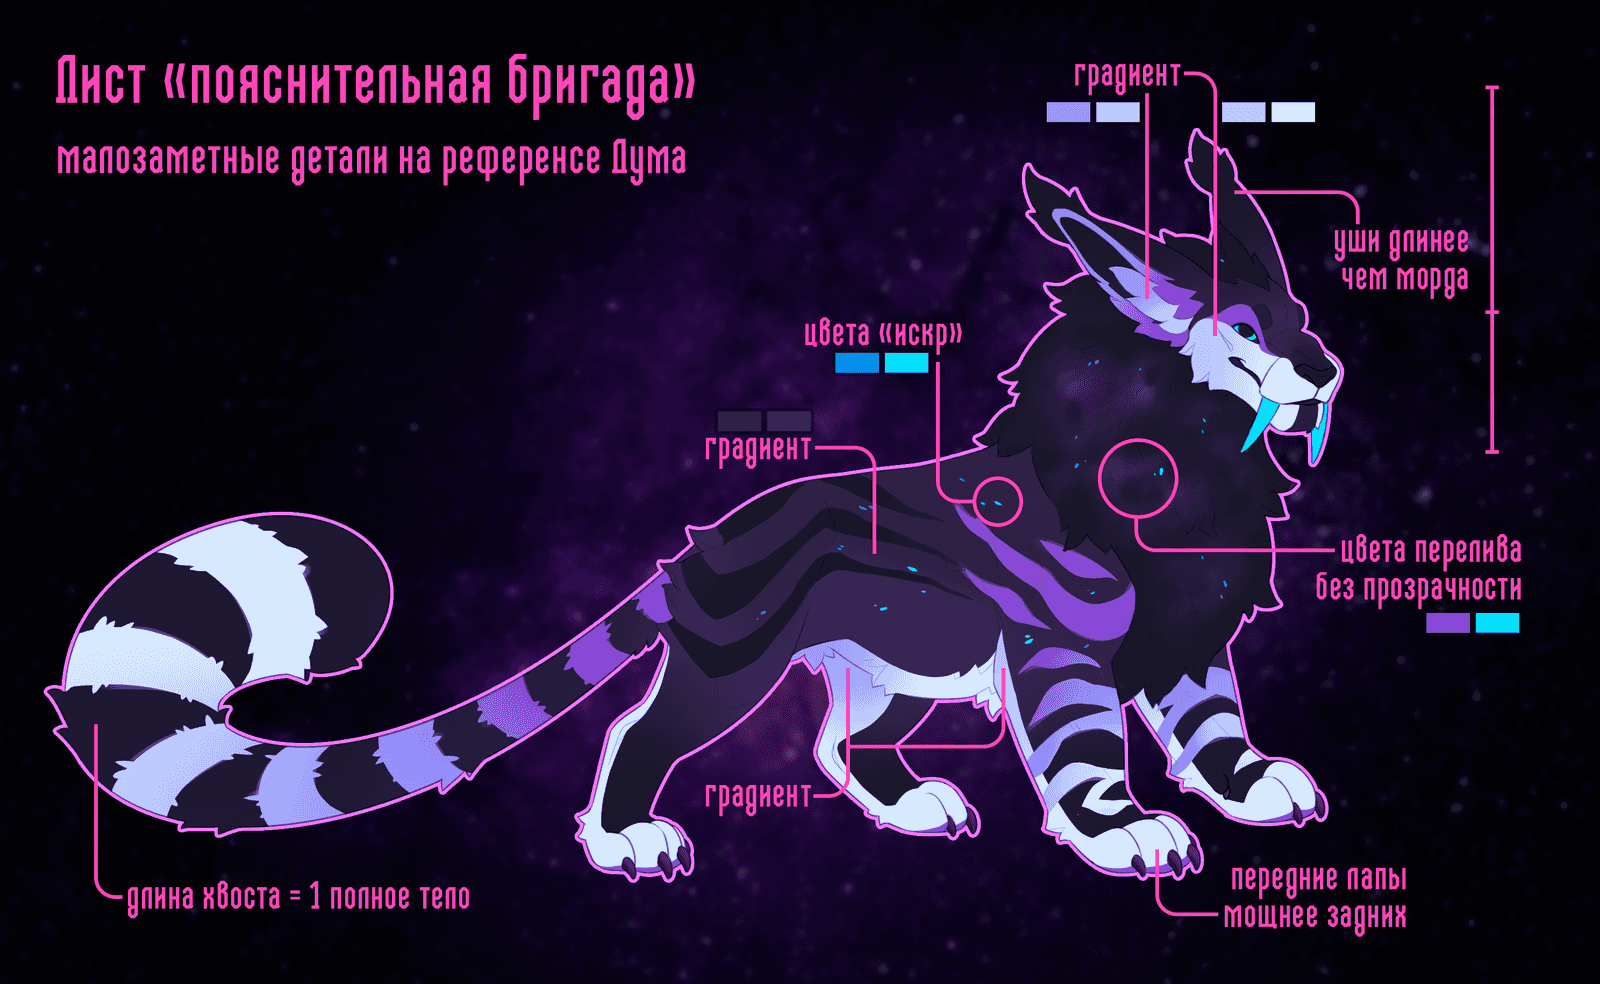 Лист «пояснительная бригада»
малозаметные детали на референсе Дума
градиент
уши длинее
чем морда
цвета «искр»
градиент
цвета перелива
без прозрачности
градиент
длина хвоста = 1 полное тело
передние лапы
мощнее задних